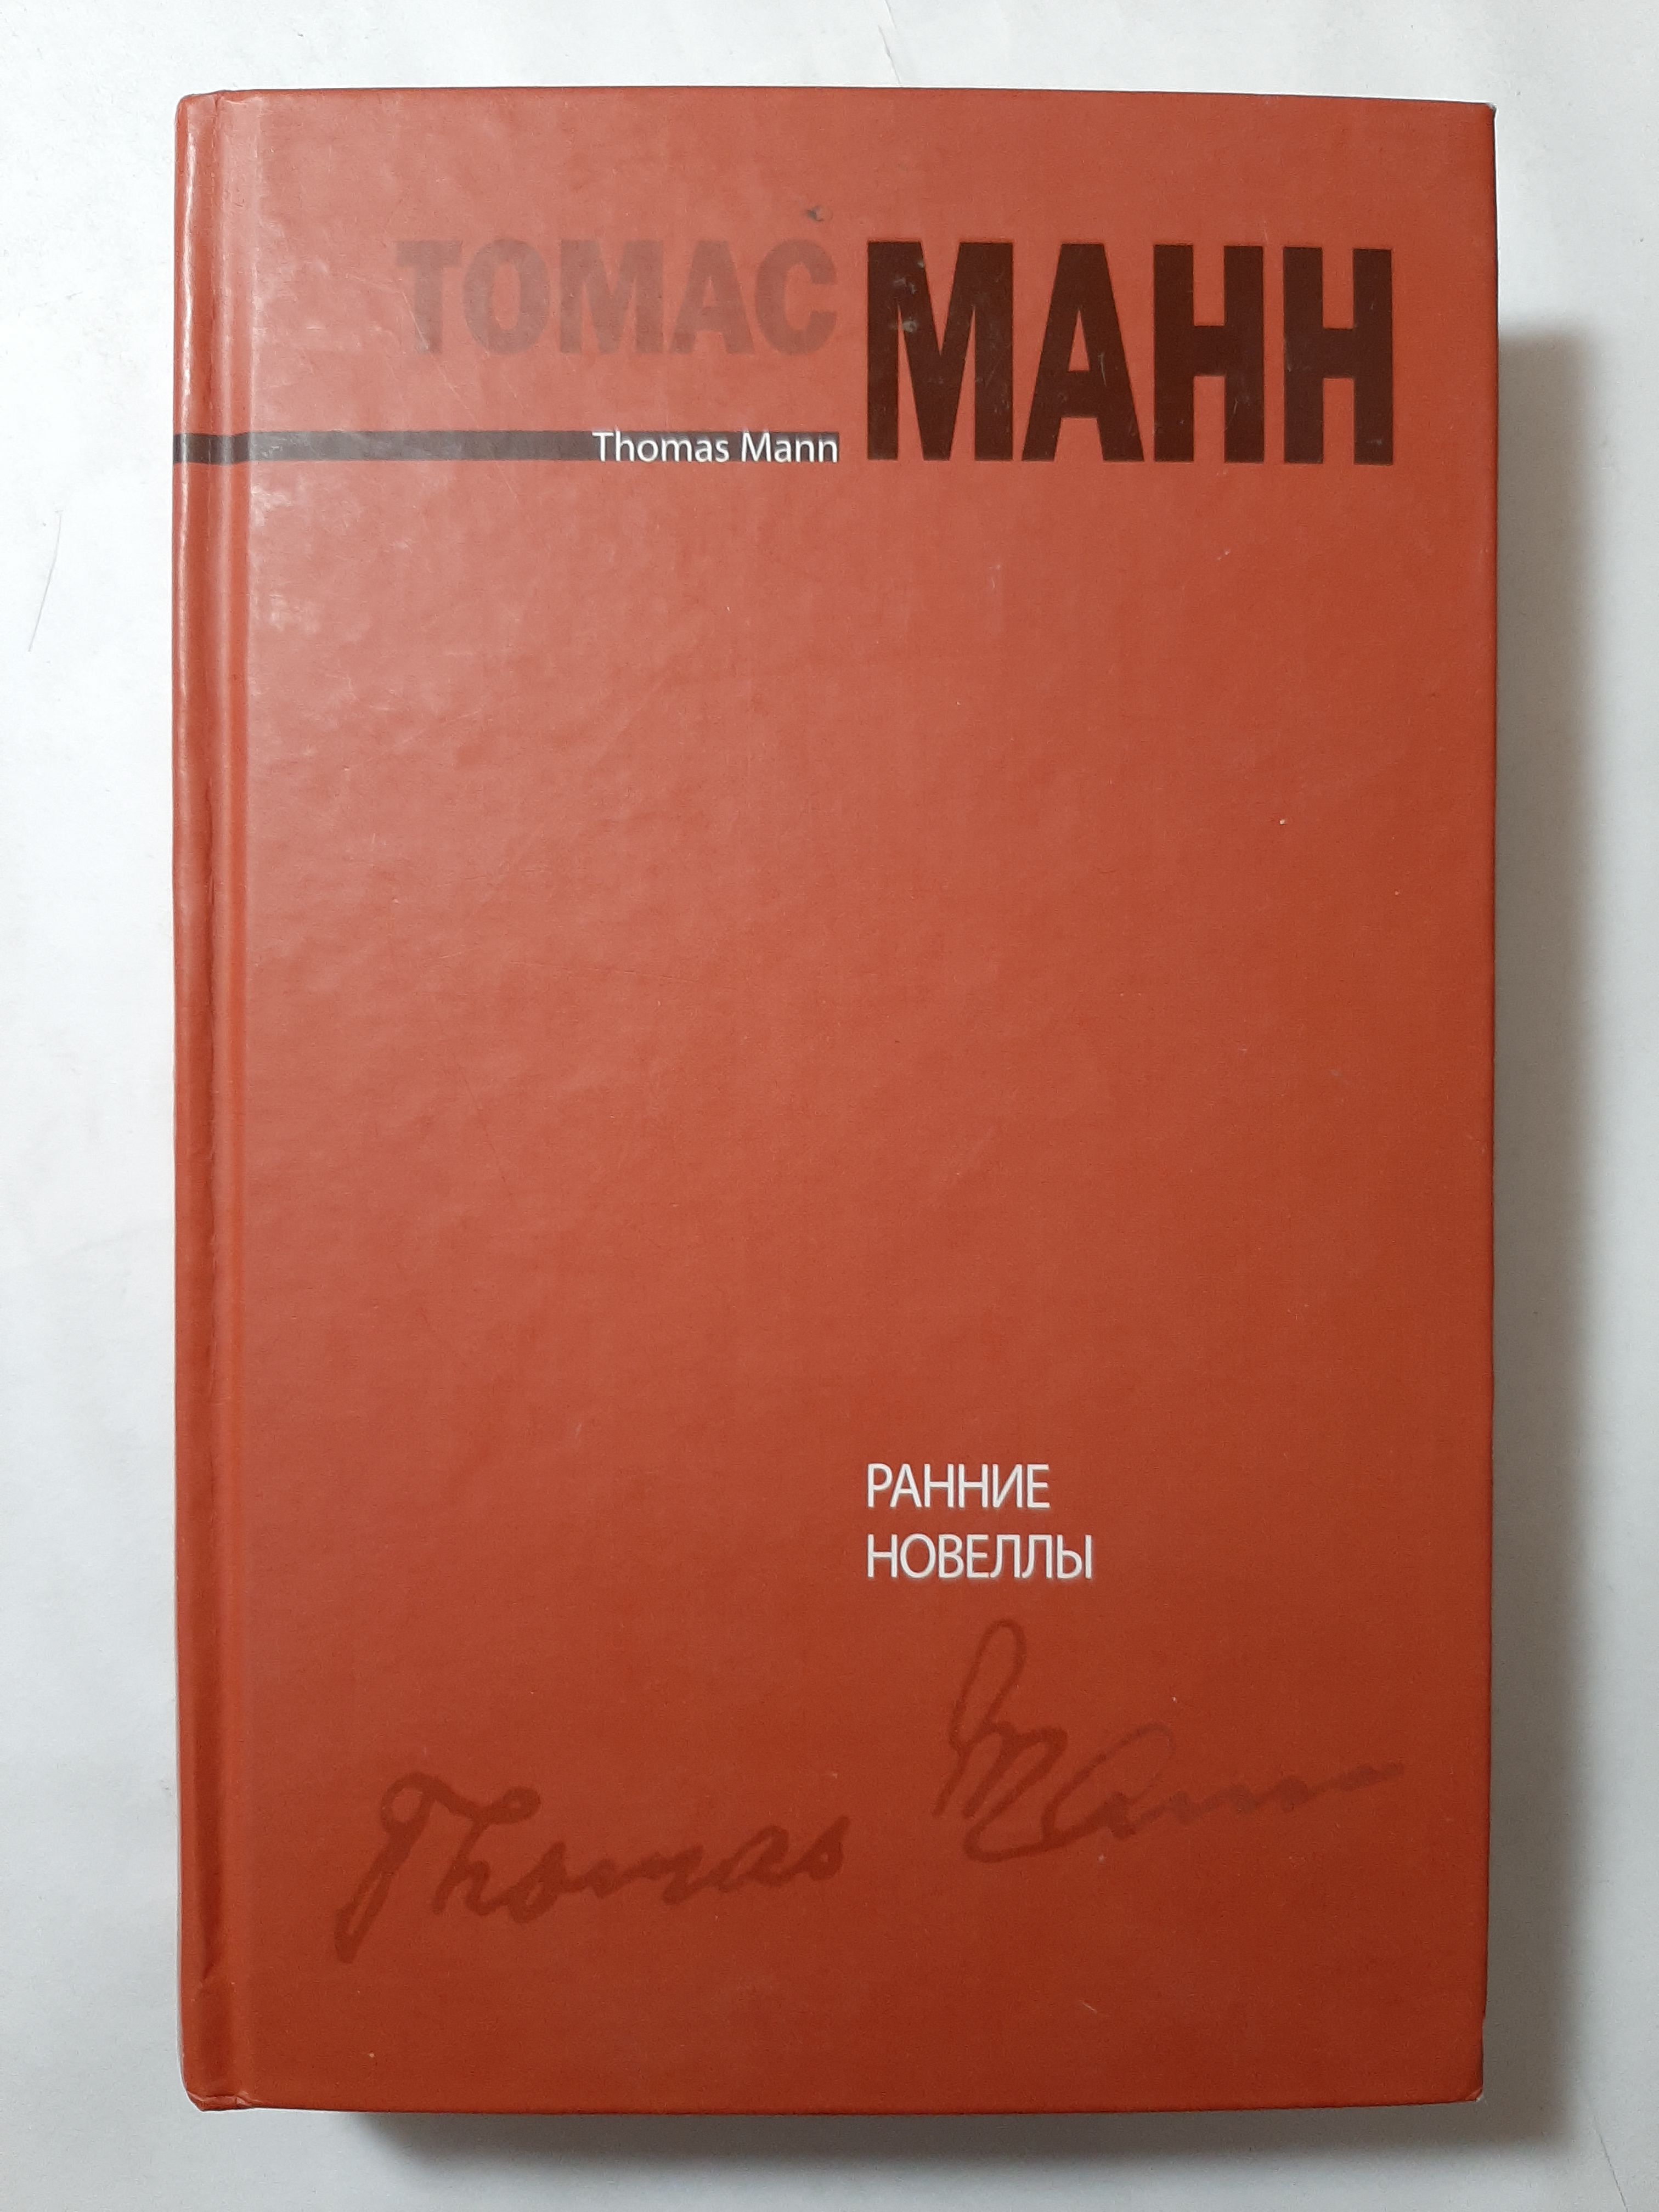 ТОМАС МАНН
Thomas Mann
РАННИЕ
НОВЕЛЛЫ
Thomas Mann